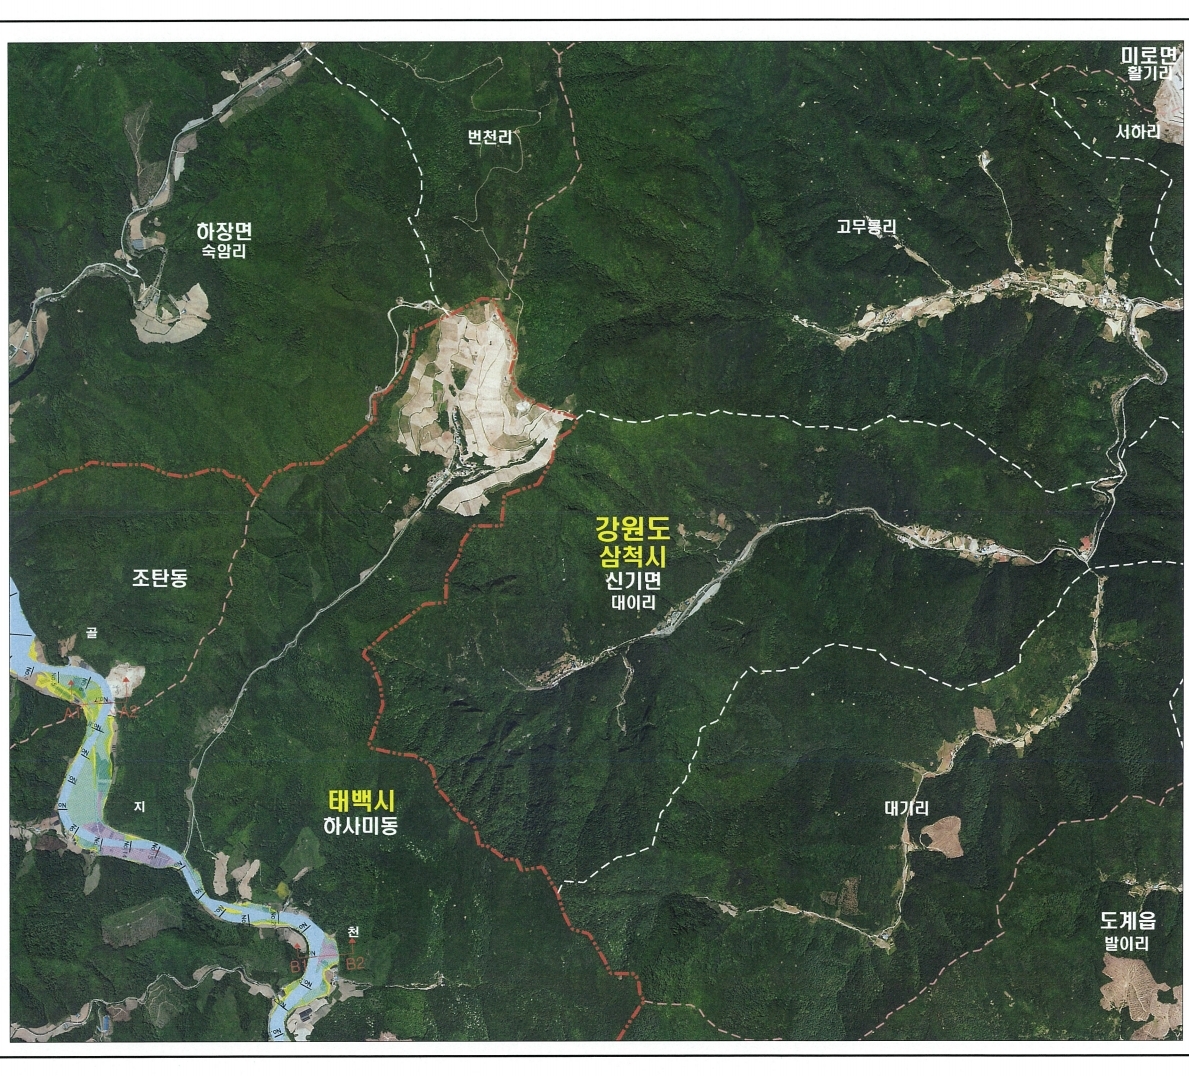 미로면
활기리
서하리
번천리
하장면
숙암리
고무릉리
강원도
삼척시
신기면
대이리
조탄동
골
A1
A2
지
태백시
하사미동
대기리
천
B1
B2
도계읍
발이리